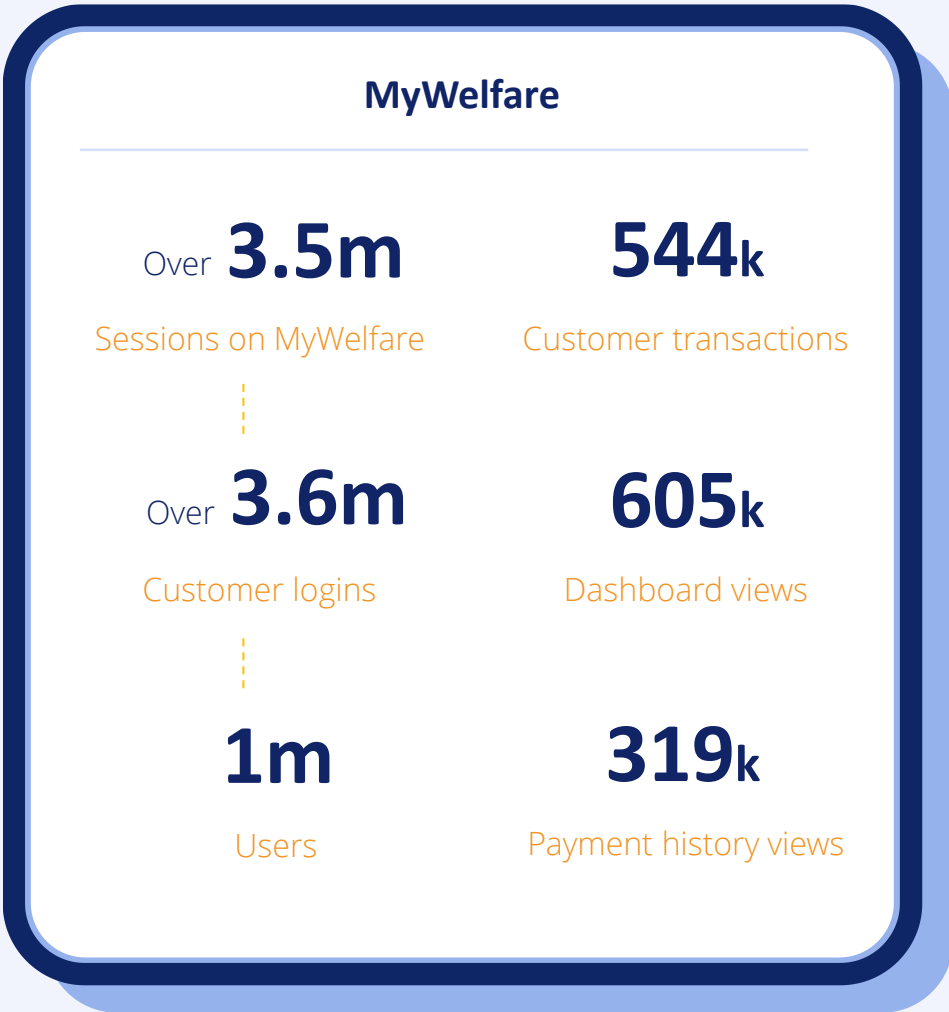 MyWelfare
Over 3.5m
Sessions on MyWelfare
544k
Customer transactions
Over 3.6m
Customer logins
605k
Dashboard views
1m
Users
319k
Payment history views